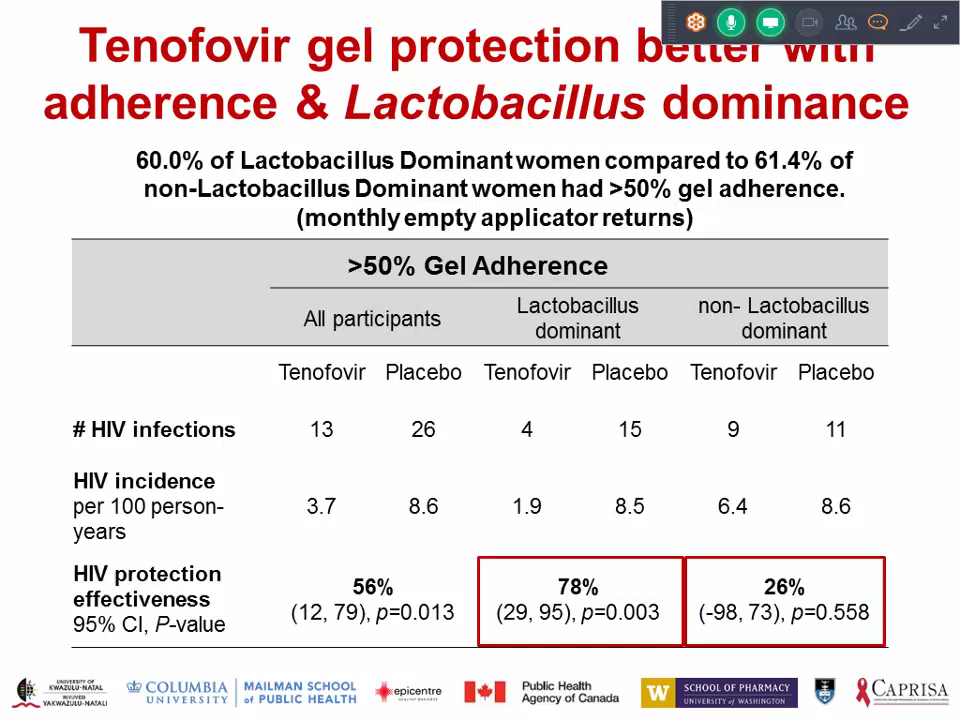 Tenofovir gel protection better with
adherence & Lactobacillus dominance
60.0% of Lactobacillus Dominant women compared to 61.4% of
non-Lactobacillus Dominant women had >50% gel adherence.
(monthly empty applicator returns)
>50% Gel Adherence
All participants
Lactobacillus dominant
non- Lactobacillus dominant
Tenofovir Placebo Tenofovir Placebo Tenofovir Placebo
# HIV infections 13 26 4 15 9 11
HIV incidence
per 100 person-
years
3.7 8.6 1.9 8.5 6.4 8.6
HIV protection
effectiveness
95% CI, P-value
56%
(12, 79), p=0.013
78%
(29, 95), p=0.003
26%
(-98, 73), p=0.558
UNIVERSITY OF
KWAZULU-NATAL
INYUVESI
YAKWAZULU-NATALI
COLUMBIA
UNIVERSITY
MAILMAN SCHOOL
OF PUBLIC HEALTH
epicentre
Public Health
Agency of Canada
W
SCHOOL OF PHARMACY
UNIVERSITY of WASHINGTON
CAPRISA